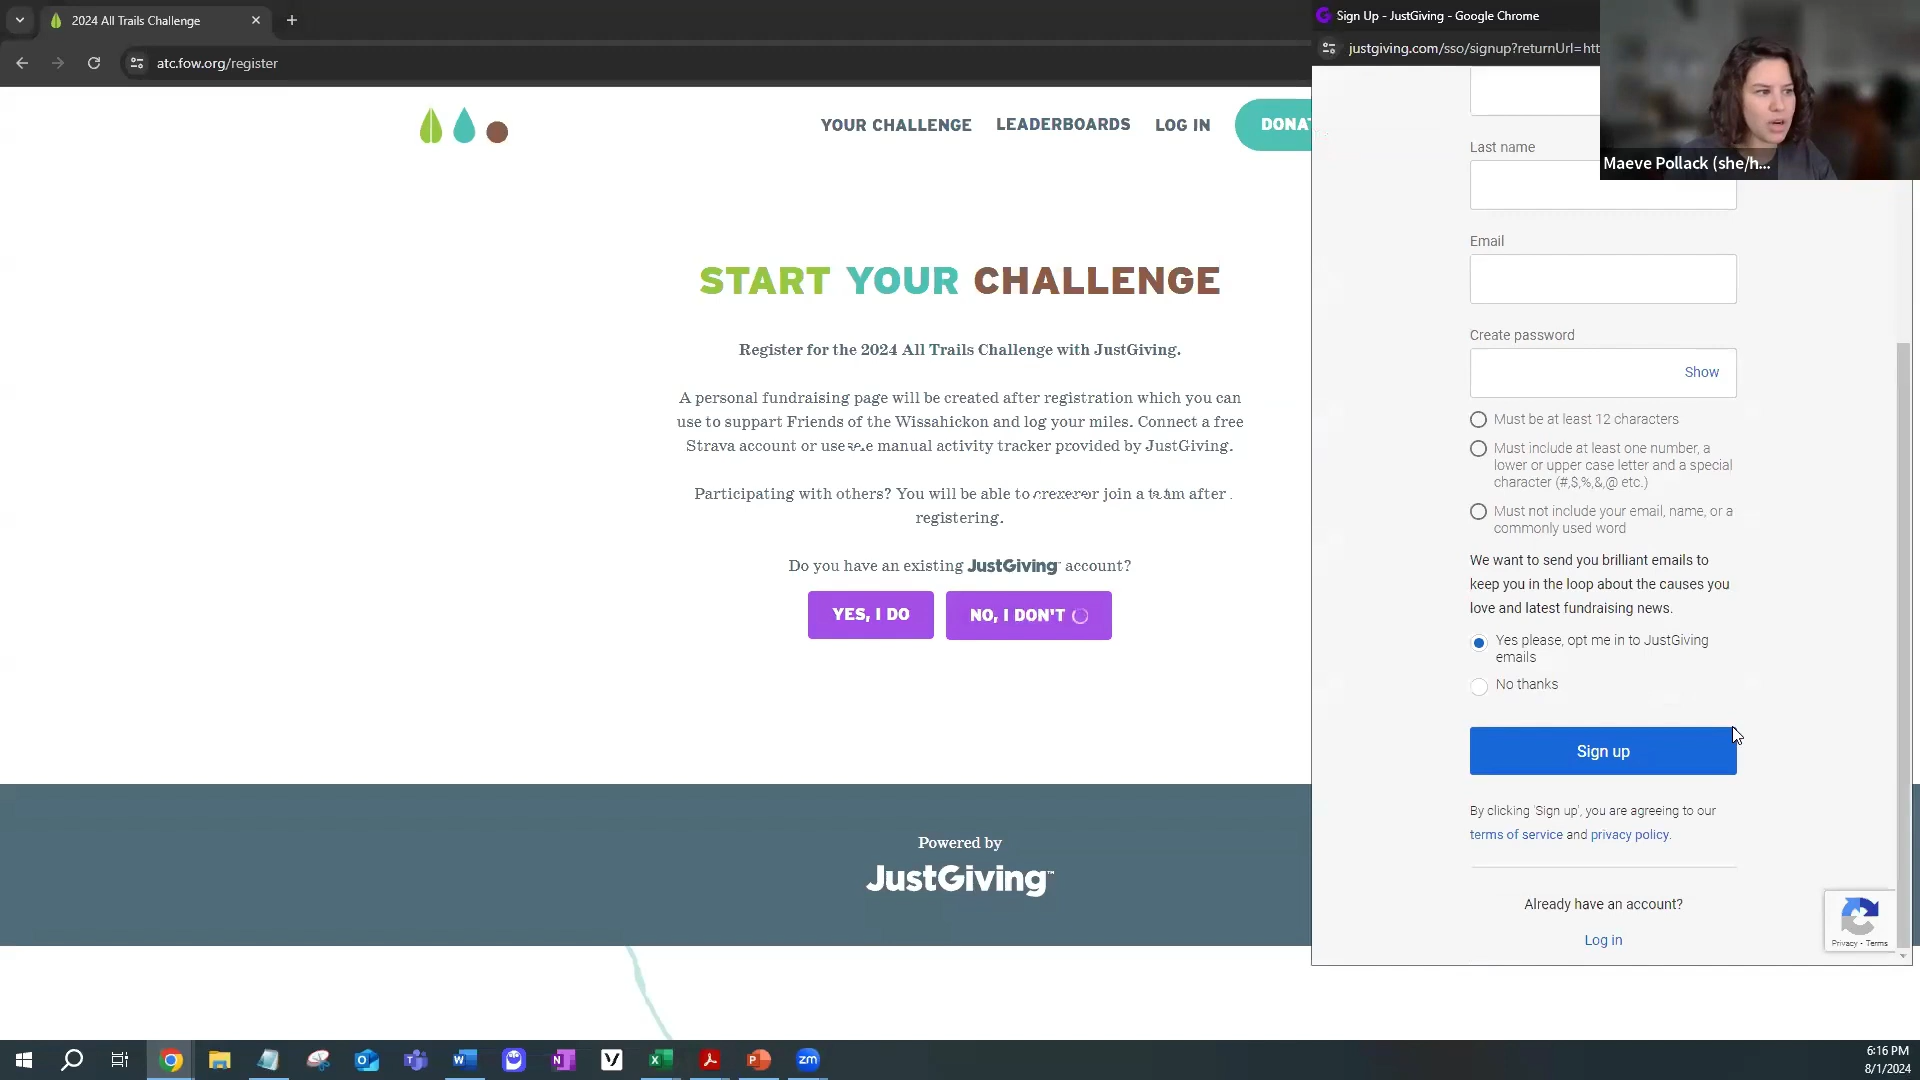 2024 All Trails Challenge
atc.fow.org/register
YOUR CHALLENGE
LEADERBOARDS
LOG IN
START YOUR CHALLENGE
Register for the 2024 All Trails Challenge with JustGiving.
A personal fundraising page will be created after registration which you can
use to support Friends of the Wissahickon and log your miles. Connect a free
Strava account or use manual activity tracker provided by JustGiving.
Participating with others? You will be able to or join a team after
registering.
Do you have an existing JustGiving account?
YES, I DO
NO, I DON'T
Powered by
JustGiving™
Sign Up - JustGiving - Google Chrome
justgiving.com/sso/signup?returnUrl=htt
Maeve Pollack (she/h...
Last name
Email
Create password
Show
Must be at least 12 characters
Must include at least one number, a
lower or upper case letter and a special
character (#,$,%,&,@ etc.)
Must not include your email, name, or a
commonly used word
We want to send you brilliant emails to
keep you in the loop about the causes you
love and latest fundraising news.
Yes please, opt me in to JustGiving
emails
No thanks
Sign up
By clicking 'Sign up', you are agreeing to our
terms of service and privacy policy.
Already have an account?
Log in
Privacy - Terms
zm
6:16 PM
8/1/2024